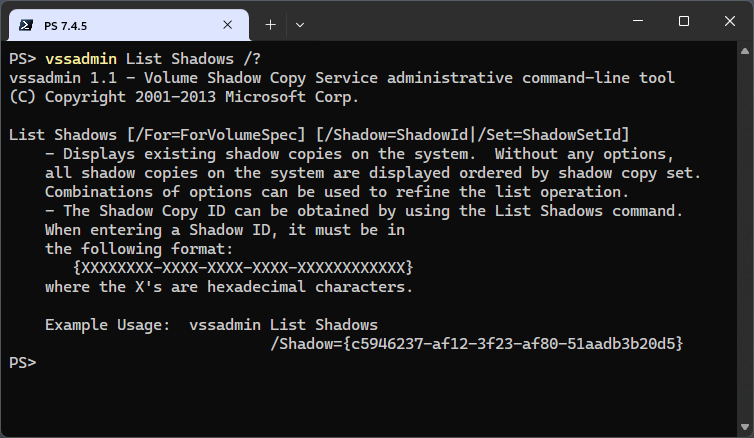 PS 7.4.5
PS> vssadmin List Shadows /?
vssadmin 1.1 - Volume Shadow Copy Service administrative command-line tool
(C) Copyright 2001-2013 Microsoft Corp.

List Shadows [/For=ForVolumeSpec] [/Shadow=ShadowId|/Set=ShadowSetId]
    - Displays existing shadow copies on the system.  Without any options,
    all shadow copies on the system are displayed ordered by shadow copy set.
    Combinations of options can be used to refine the list operation.
    - The Shadow Copy ID can be obtained by using the List Shadows command.
    When entering a Shadow ID, it must be in
    the following format:
       {XXXXXXXX-XXXX-XXXX-XXXX-XXXXXXXXXXXX}
    where the X's are hexadecimal characters.

    Example Usage:  vssadmin List Shadows
                             /Shadow={c5946237-af12-3f23-af80-51aadb3b20d5}
PS>